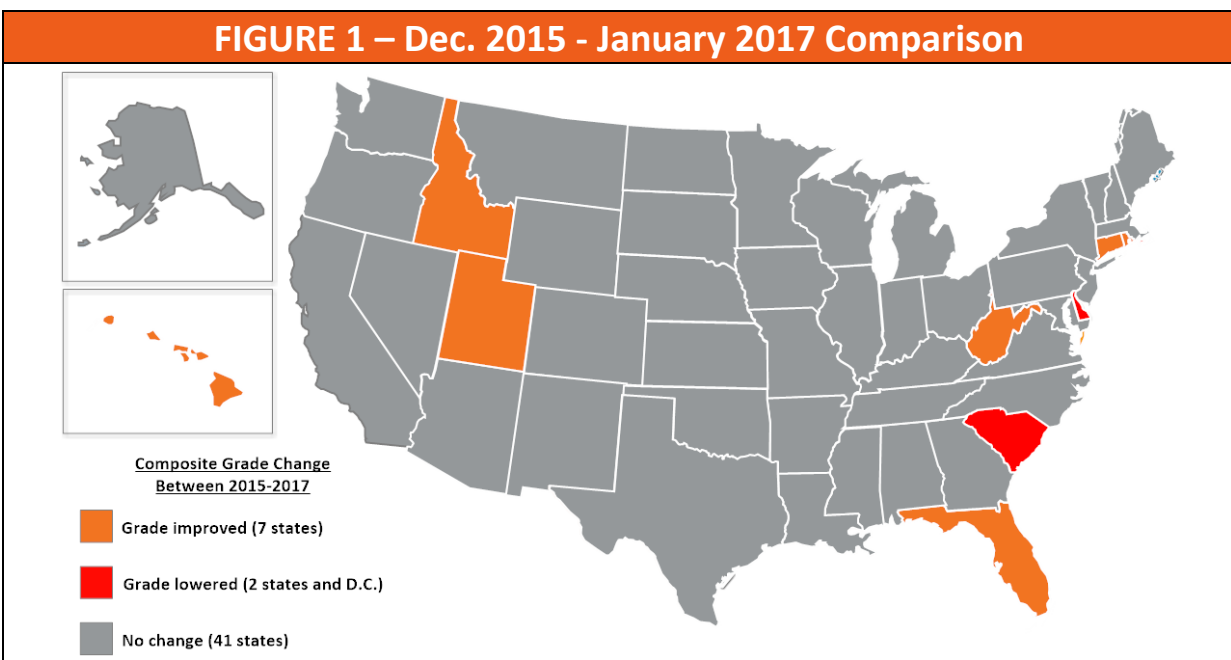 FIGURE 1 – Dec. 2015 - January 2017 Comparison
Composite Grade Change
Between 2015-2017
Grade improved (7 states)
Grade lowered (2 states and D.C.)
No change (41 states)